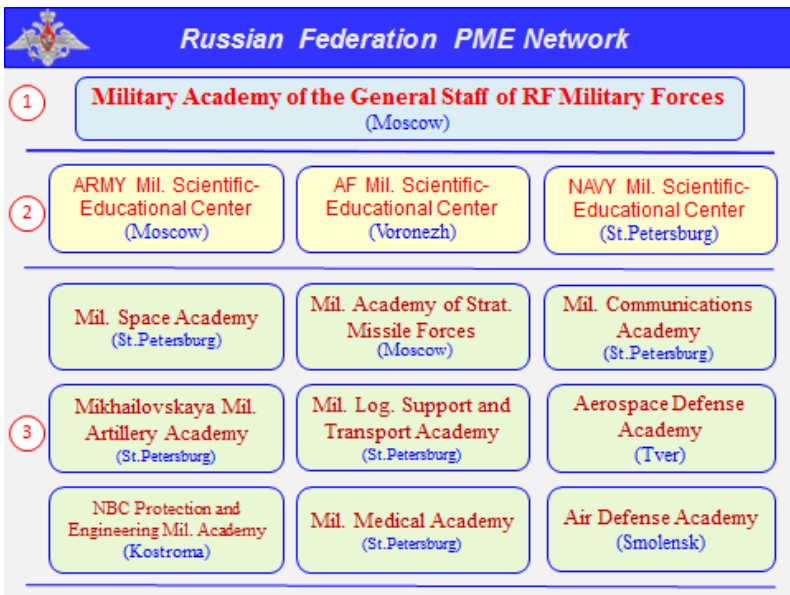 Russian Federation PME Network
1
Military Academy of the General Staff of RF Military Forces
(Moscow)
2
ARMY Mil. Scientific-
Educational Center
(Moscow)
AF Mil. Scientific-
Educational Center
(Voronezh)
NAVY Mil. Scientific-
Educational Center
(St.Petersburg)
3
Mil. Space Academy
(St.Petersburg)
Mil. Academy of Strat.
Missile Forces
(Moscow)
Mil. Communications
Academy
(St.Petersburg)
Mikhailovskaya Mil.
Artillery Academy
(St.Petersburg)
Mil. Log. Support and
Transport Academy
(St.Petersburg)
Aerospace Defense
Academy
(Tver)
NBC Protection and
Engineering Mil. Academy
(Kostroma)
Mil. Medical Academy
(St.Petersburg)
Air Defense Academy
(Smolensk)